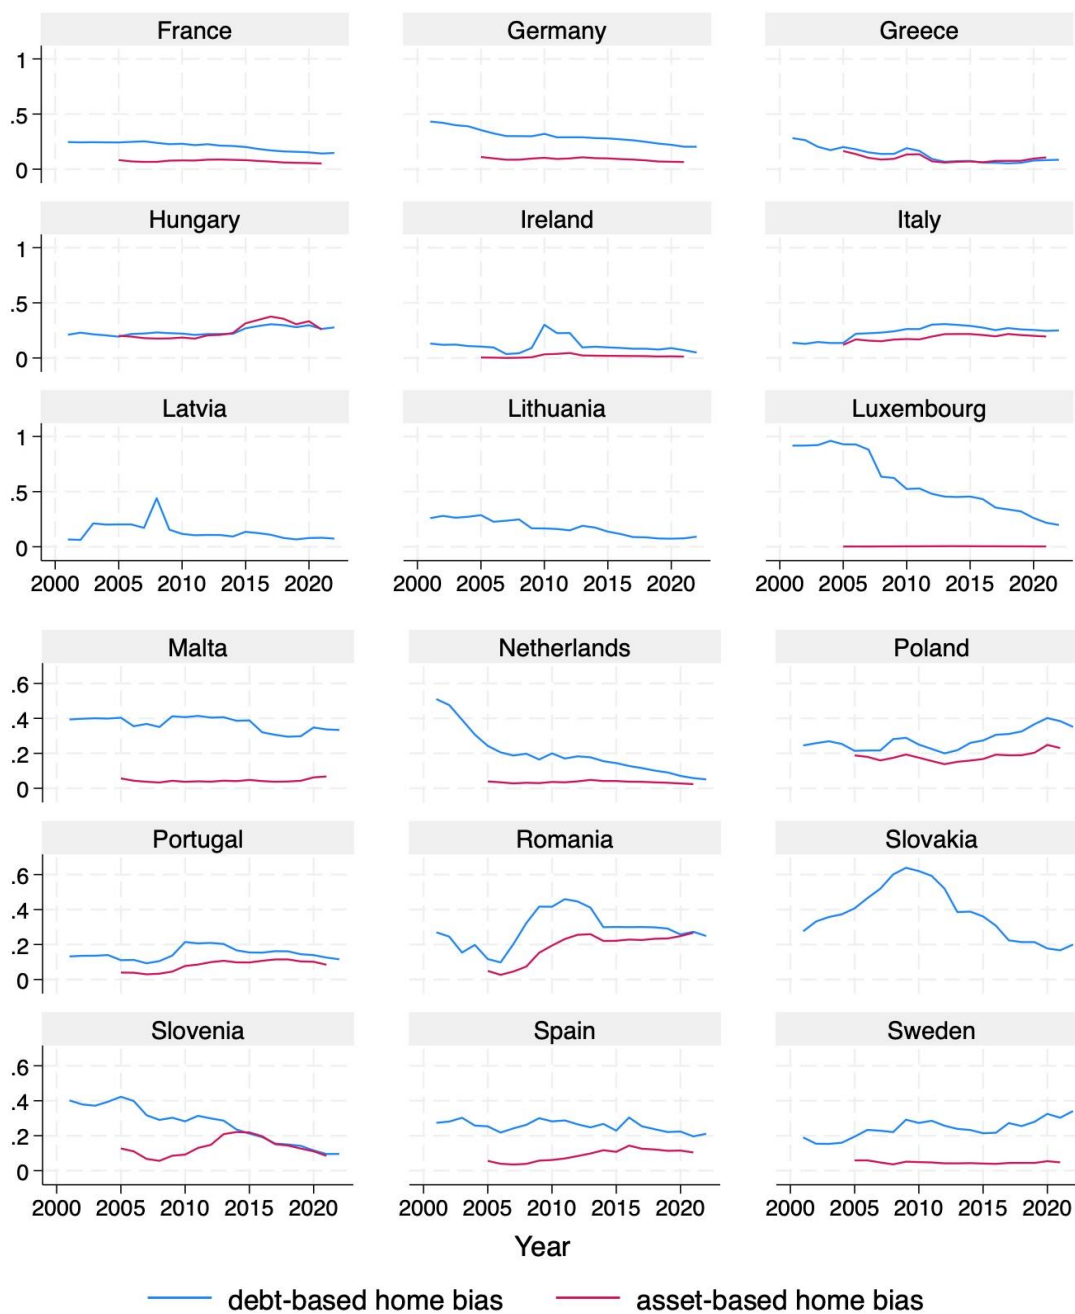 France Germany Greece
1
.5
0
Hungary Ireland Italy
1
.5
0
Latvia Lithuania Luxembourg
1
.5
0
2000 2005 2010 2015 2020 2000 2005 2010 2015 2020 2000 2005 2010 2015 2020
Malta Netherlands Poland
.6
.4
.2
0
Portugal Romania Slovakia
.6
.4
.2
0
Slovenia Spain Sweden
.6
.4
.2
0
2000 2005 2010 2015 2020 2000 2005 2010 2015 2020 2000 2005 2010 2015 2020
Year
debt-based home bias asset-based home bias